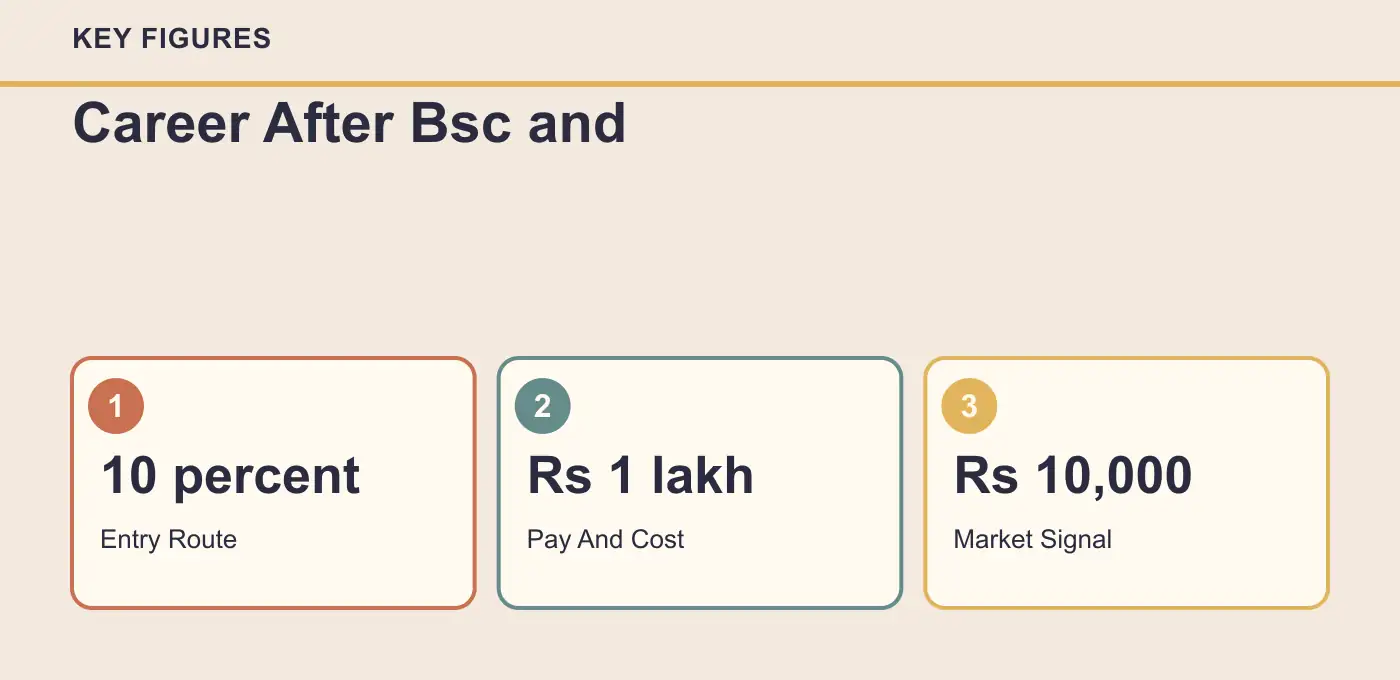 KEY FIGURES
Career After Bsc and
1
10 percent
Entry Route
2
Rs 1 lakh
Pay And Cost
3
Rs 10,000
Market Signal